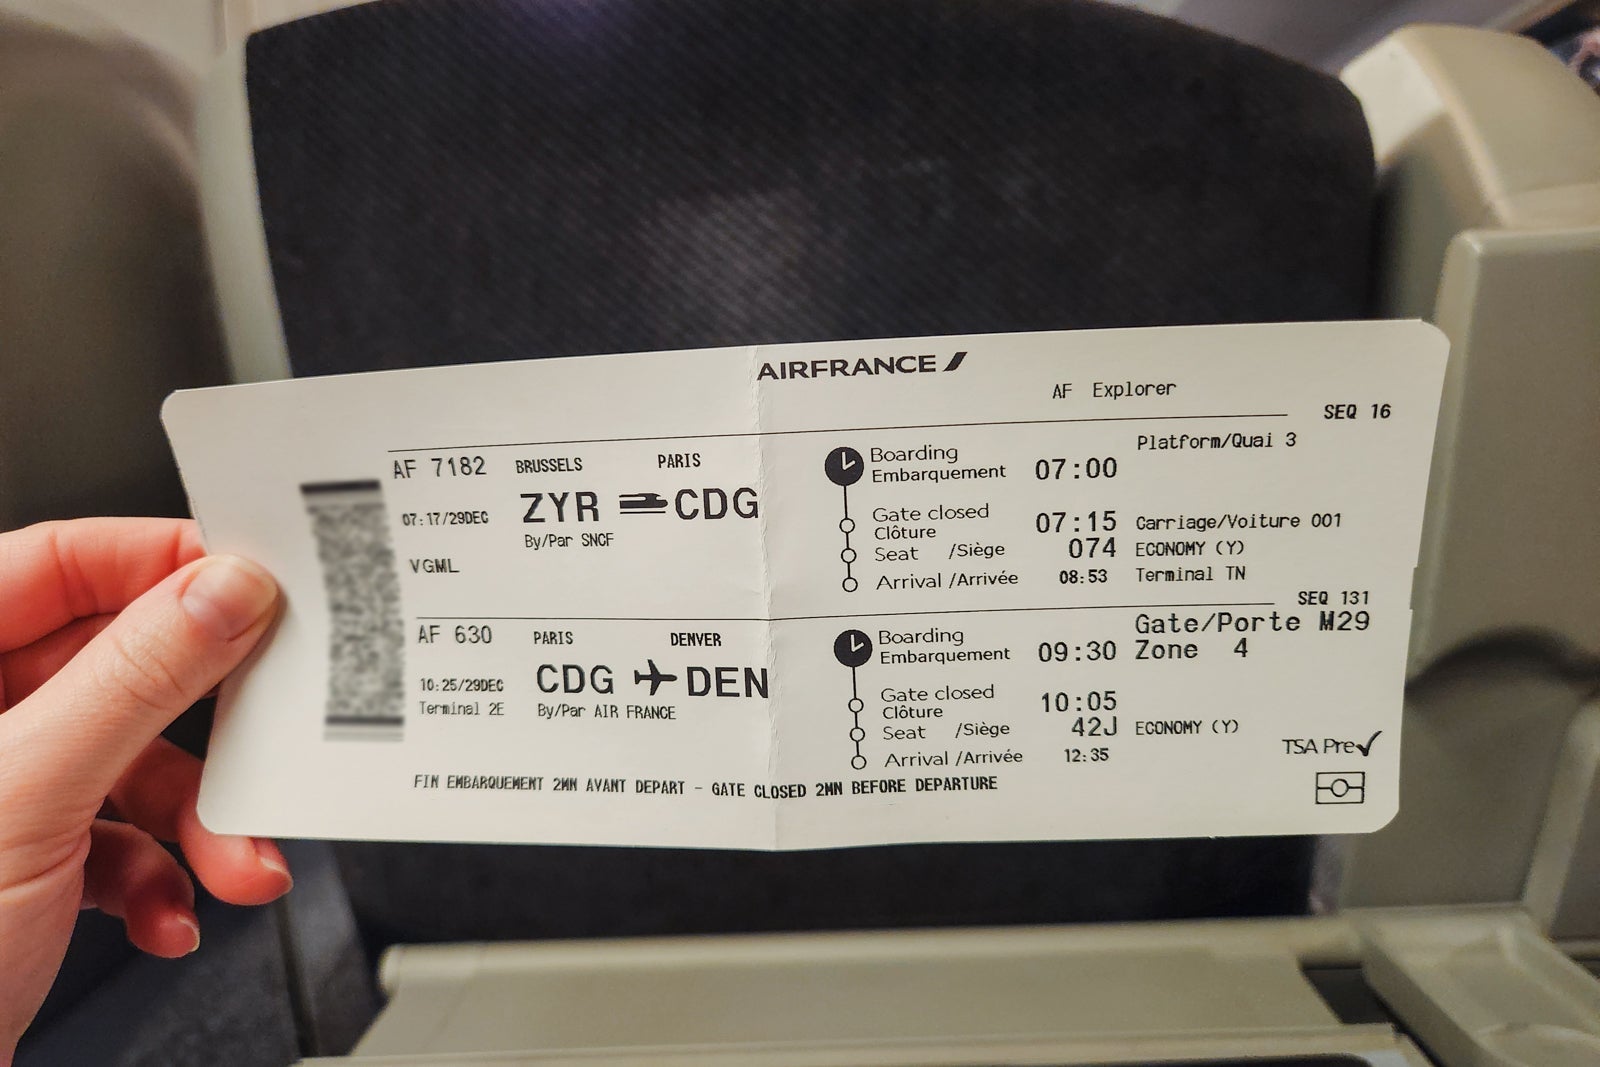 AIRFRANCE
AF Explorer
SEQ 16
AF 7182 BRUSSELS PARIS
07:17/29DEC ZYR CDG
By/Par SNCF
VGML
Boarding
Embarquement 07:00 Platform/Quai 3
Gate closed
Clôture 07:15 Carriage/Voiture 001
Seat /Siège 074 ECONOMY (Y)
Arrival /Arrivée 08:53 Terminal TN
SEQ 131
AF 630 PARIS DENVER
10:25/29DEC CDG DEN
Terminal 2E By/Par AIR FRANCE
Gate/Porte M29
Boarding
Embarquement 09:30 Zone 4
Gate closed
Clôture 10:05
Seat /Siège 42J ECONOMY (Y)
Arrival /Arrivée 12:35
TSA Pre✓
FIN EMBARQUEMENT 2MN AVANT DEPART - GATE CLOSED 2MN BEFORE DEPARTURE